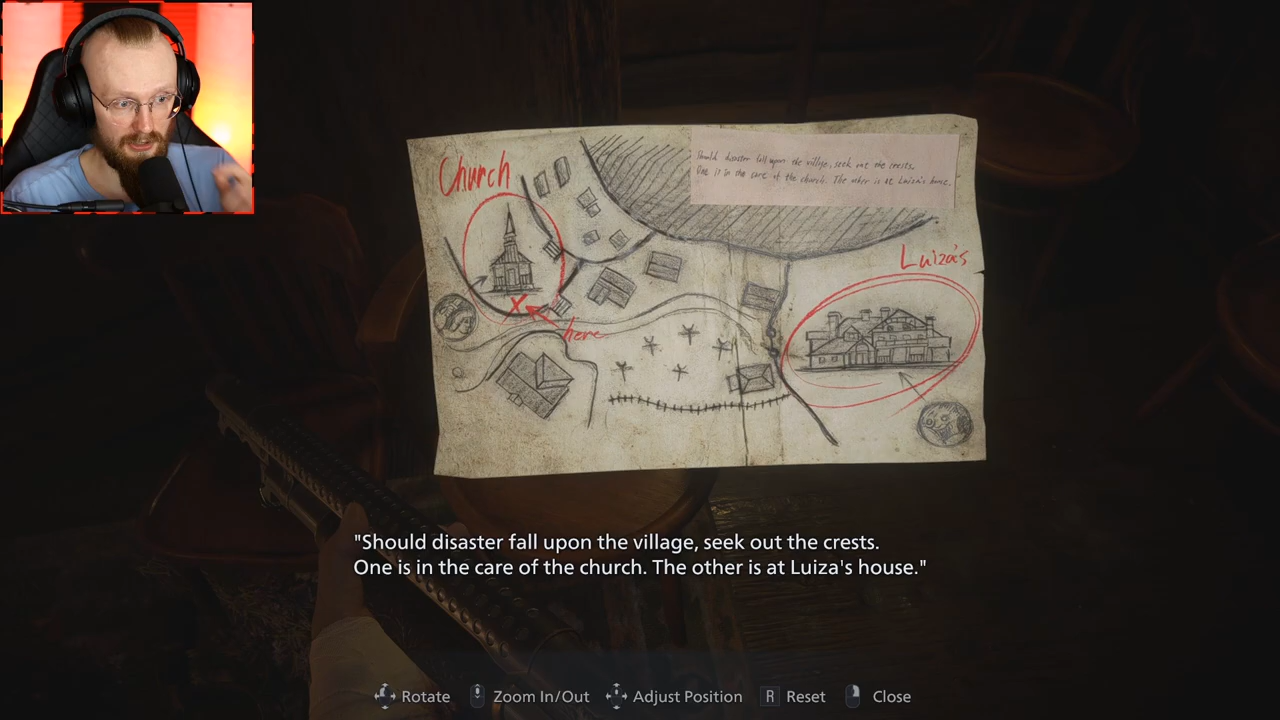 Church
Should disaster fall upon the village, seek out the crests.
One is in the care of the church. The other is at Luiza's house.
Luiza's
here
"Should disaster fall upon the village, seek out the crests.
One is in the care of the church. The other is at Luiza's house."
Rotate Zoom In/Out Adjust Position R Reset Close